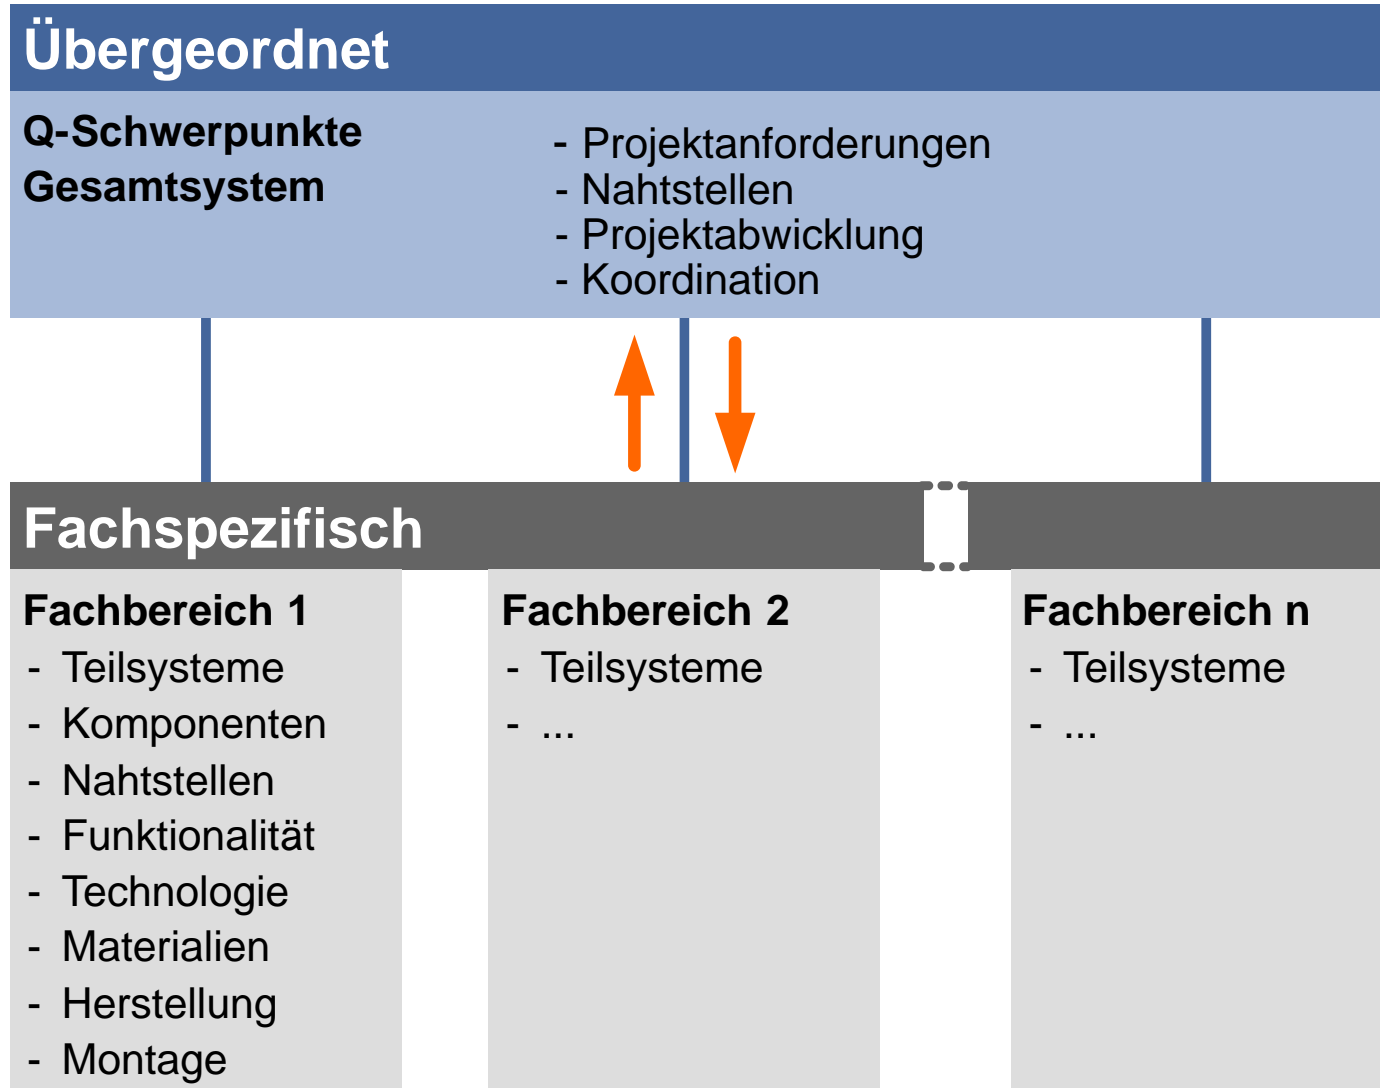 Übergeordnet
Q-Schwerpunkte
Gesamtsystem
- Projektanforderungen
- Nahtstellen
- Projektabwicklung
- Koordination
Fachspezifisch
Fachbereich 1
- Teilsysteme
- Komponenten
- Nahtstellen
- Funktionalität
- Technologie
- Materialien
- Herstellung
- Montage
Fachbereich 2
- Teilsysteme
- ...
Fachbereich n
- Teilsysteme
- ...